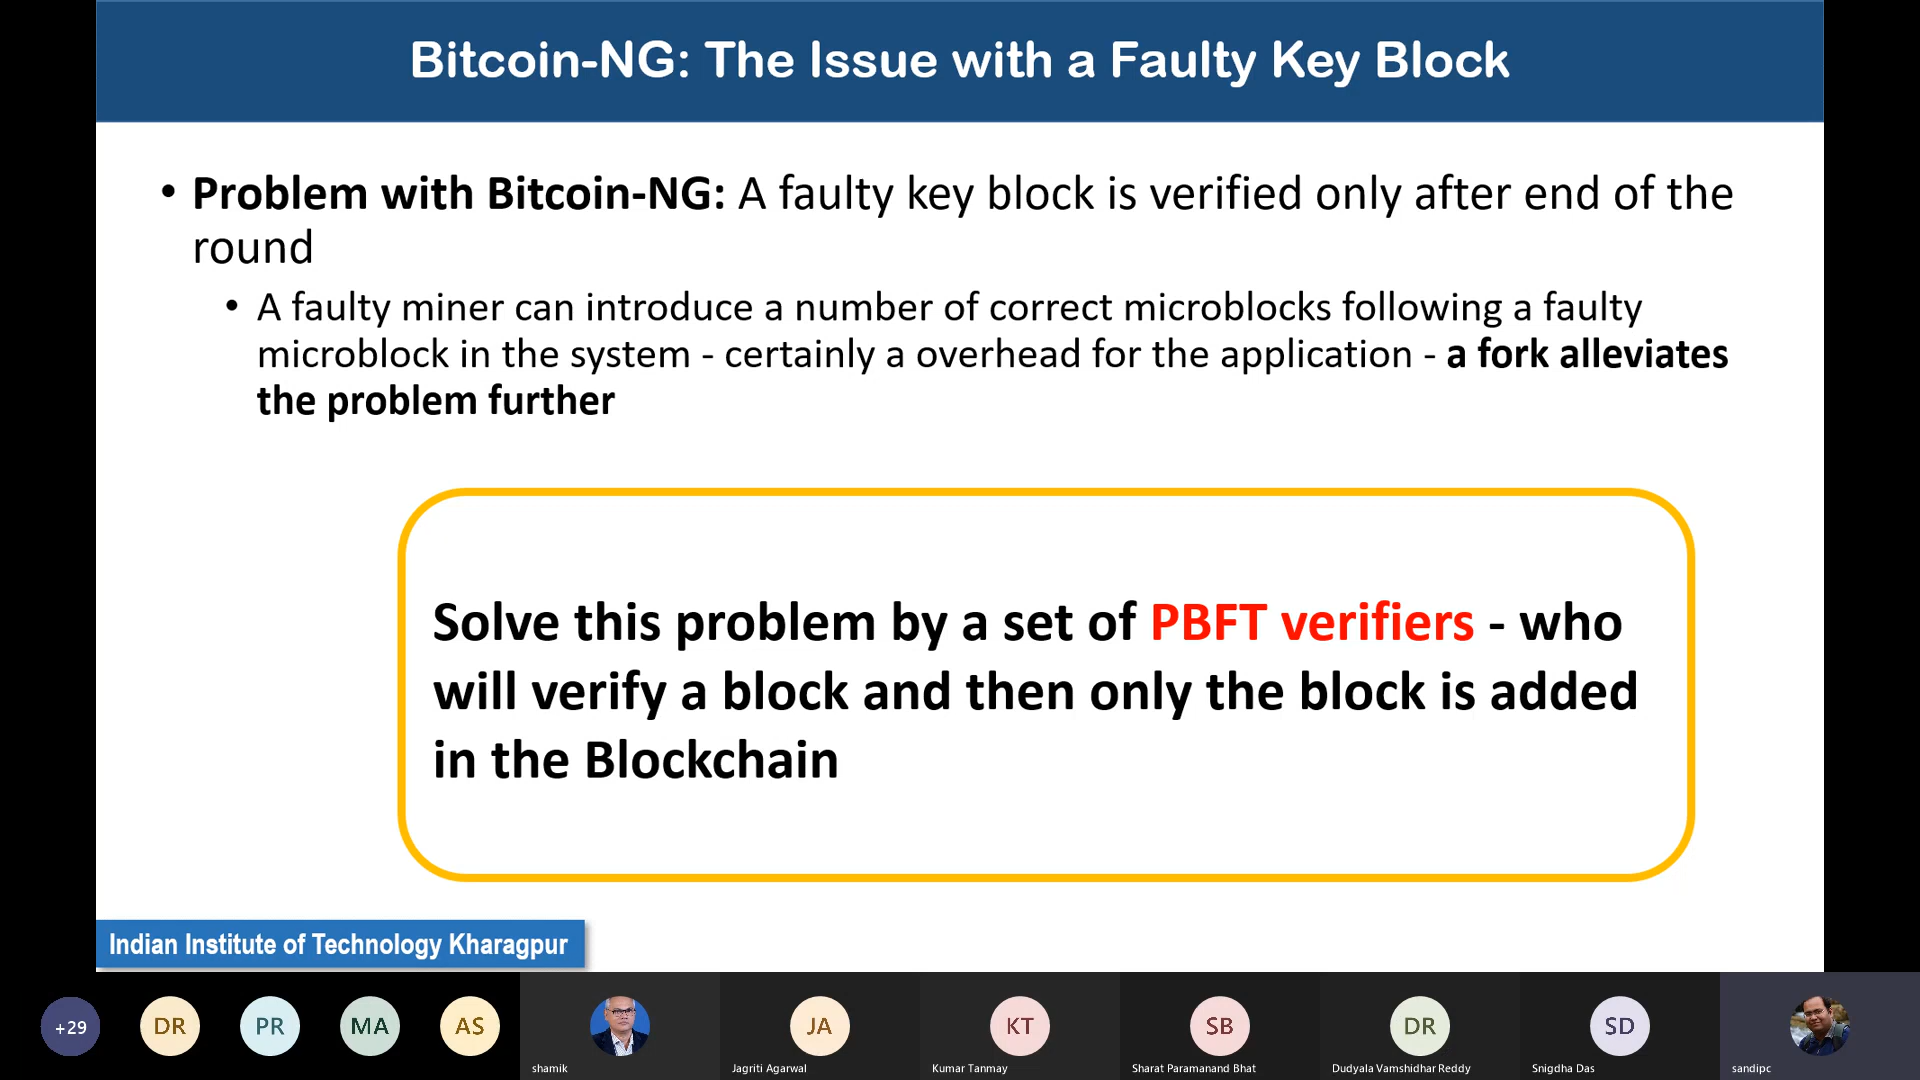 Bitcoin-NG: The Issue with a Faulty Key Block
• Problem with Bitcoin-NG: A faulty key block is verified only after end of the
round
• A faulty miner can introduce a number of correct microblocks following a faulty
microblock in the system - certainly a overhead for the application - a fork alleviates
the problem further
Solve this problem by a set of PBFT verifiers - who
will verify a block and then only the block is added
in the Blockchain
Indian Institute of Technology Kharagpur
+29
DR
PR
MA
AS
shamik
JA
Jagriti Agarwal
KT
Kumar Tanmay
SB
Sharat Paramanand Bhat
DR
Dudyala Vamshidhar Reddy
SD
Snigdha Das
sandipc